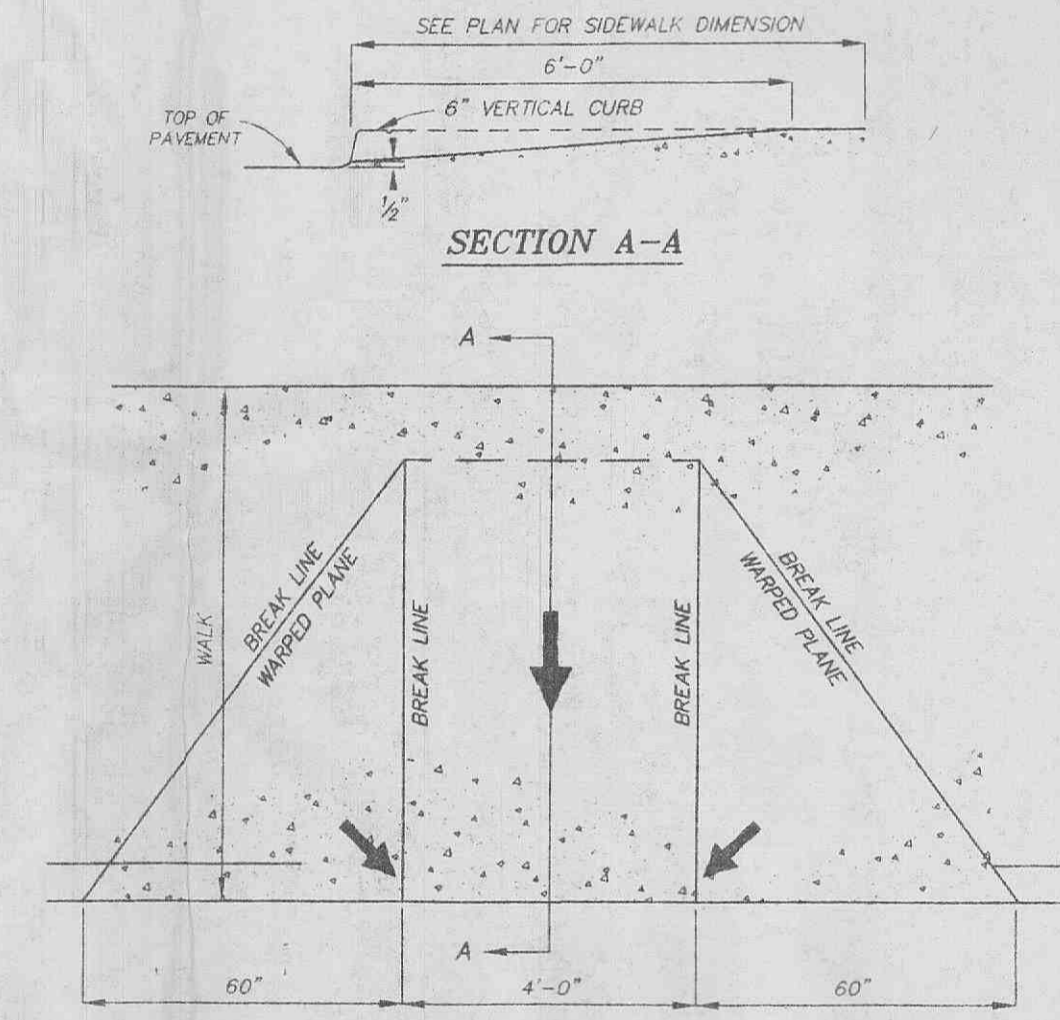 SEE PLAN FOR SIDEWALK DIMENSION
6'-0"
6" VERTICAL CURB
TOP OF
PAVEMENT
1/2"
SECTION A-A
A
WALK
BREAK LINE
WARPED PLANE
BREAK LINE
BREAK LINE
BREAK LINE
WARPED PLANE
A
60"
4'-0"
60"